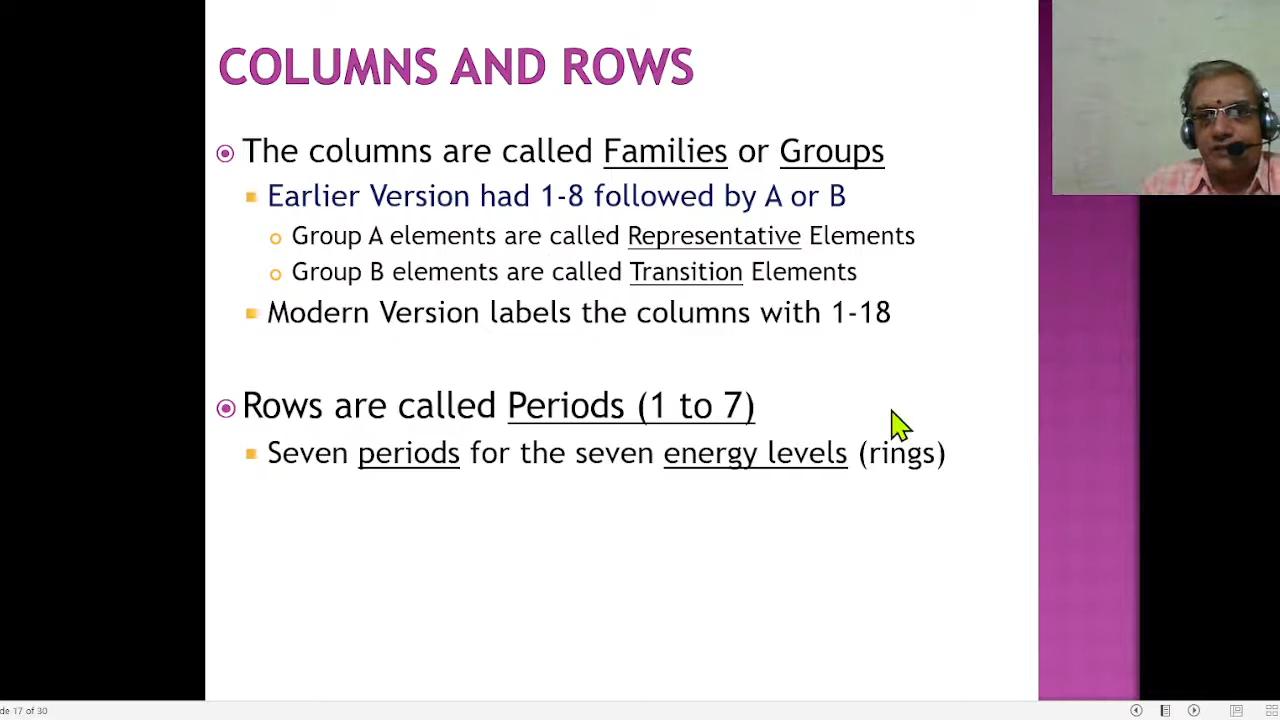 COLUMNS AND ROWS
The columns are called Families or Groups
Earlier Version had 1-8 followed by A or B
Group A elements are called Representative Elements
Group B elements are called Transition Elements
Modern Version labels the columns with 1-18
Rows are called Periods (1 to 7)
Seven periods for the seven energy levels (rings)
de 17 of 30